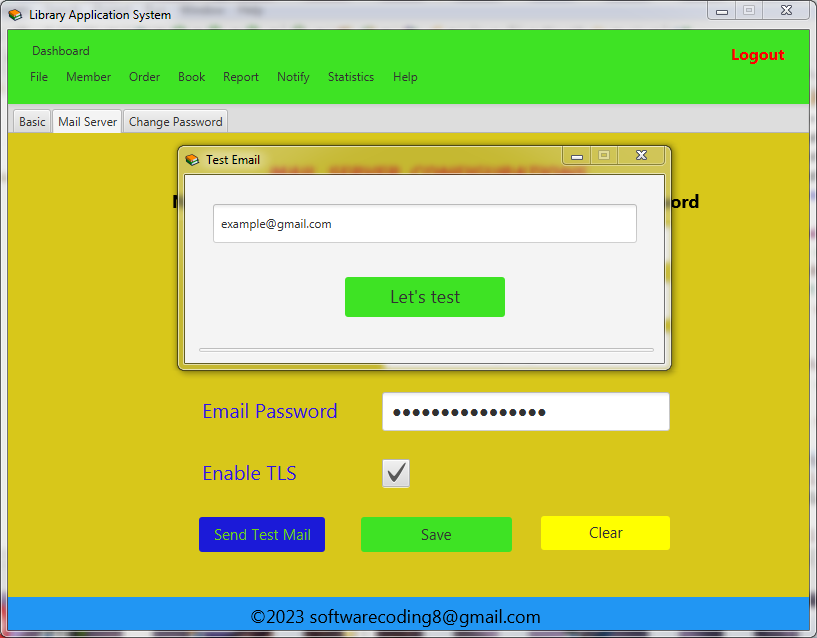 Library Application System
Dashboard
Logout
File Member Order Book Report Notify Statistics Help
Basic Mail Server Change Password
Test Email
ord
example@gmail.com
Let's test
Email Password
Enable TLS
Send Test Mail Save Clear
©2023 softwarecoding8@gmail.com